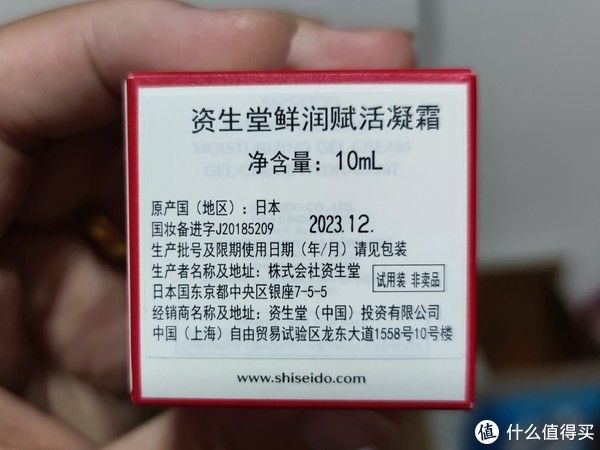 资生堂鲜润赋活凝霜
净含量：10mL
原产国（地区）：日本
国妆备进字J20185209 2023.12.
生产批号及限期使用日期（年/月）请见包装
生产者名称及地址：株式会社资生堂
日本国东京都中央区银座7-5-5
试用装 非卖品
经销商名称及地址：资生堂（中国）投资有限公司
中国（上海）自由贸易试验区龙东大道1558号10号楼
www.shiseido.com
值 什么值得买